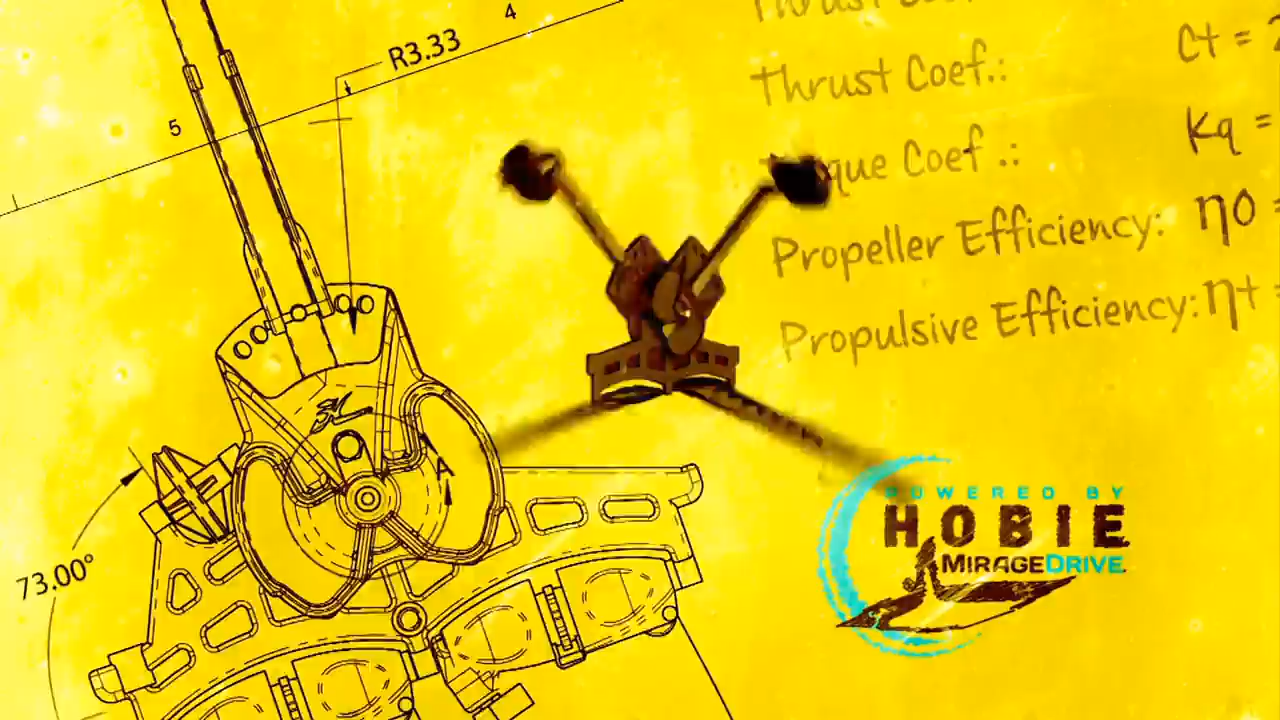 4
R3.33
5
Thrust Coef.:
Ct =
Kq =
Coef .:
Propeller Efficiency: ηo =
Propulsive Efficiency: ηt =
A
73.00°
POWERED BY
HOBIE
MIRAGEDRIVE